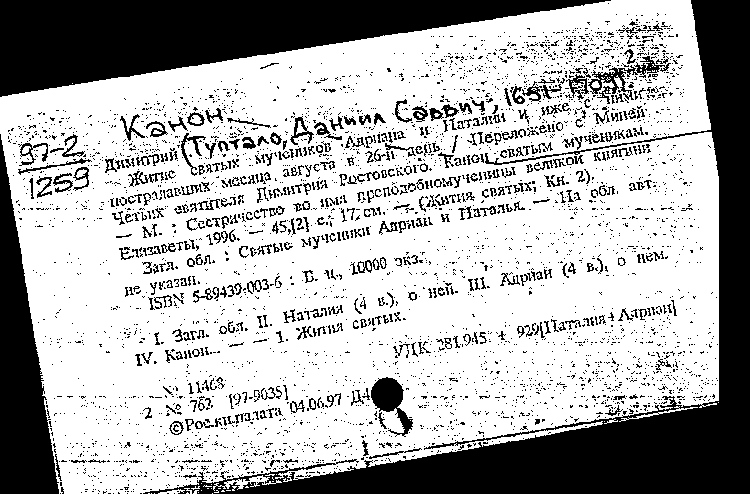 2
Канон
97-2
1259
Димитрий (Туптало, Даниил Саввич, 1651-1709).
Житие святых мучеников Адриана и Наталии и иже с ними
пострадавших месяца августа в 26-й день / Переложено с Миней
Четьих святителя Димитрия Ростовского. Канон святым мученикам.
— М. : Сестричество во имя преподобномученицы великой княгини
Елизаветы, 1996. — 45,[2] с.; 17 см. — (Жития святых; Кн. 2).
Загл. обл. : Святые мученики Адриан и Наталья. — На обл. авт.
не указан.
ISBN 5-89439-003-6 : Б. ц., 10000 экз.
I. Загл. обл. II. Наталия (4 в.), о ней. III. Адриан (4 в.), о нем.
IV. Канон... — — 1. Жития святых.
УДК 281.945 + 929[Наталия+Адриан]
№ 11468
2 № 762 [97-9035]
©Рос.кн.палата 04.06.97 Д4